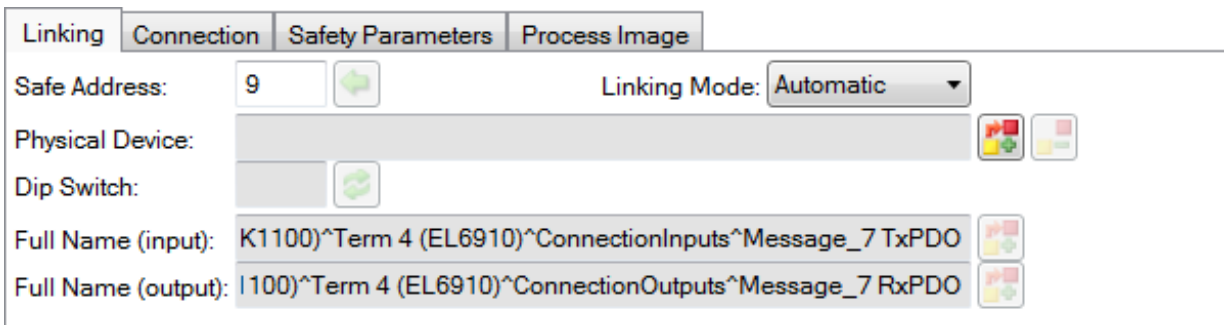 Linking Connection Safety Parameters Process Image
Safe Address: 9 Linking Mode: Automatic
Physical Device:
Dip Switch:
Full Name (input): K1100)^Term 4 (EL6910)^ConnectionInputs^Message_7 TxPDO
Full Name (output): 100)^Term 4 (EL6910)^ConnectionOutputs^Message_7 RxPDO